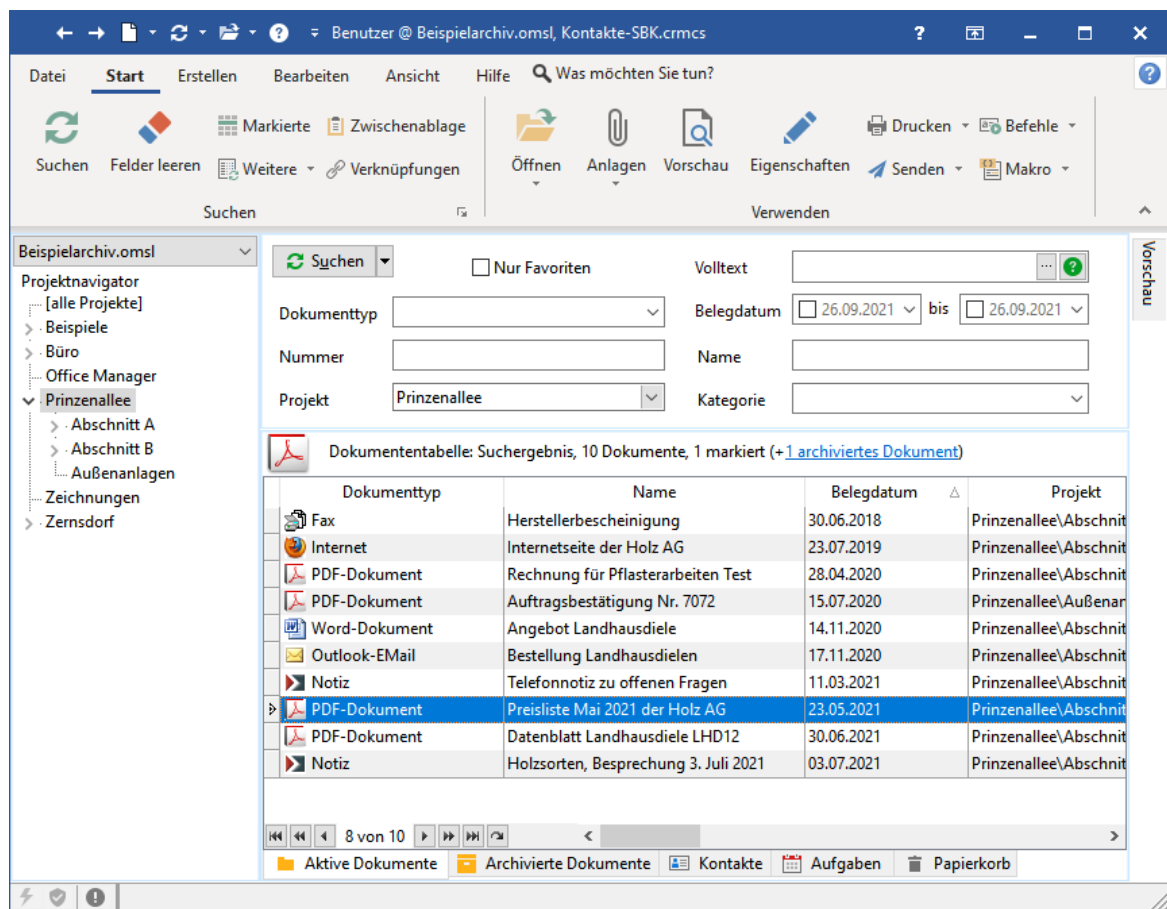 Benutzer @ Beispielarchiv.omsl, Kontakte-SBK.crmcs
Datei Start Erstellen Bearbeiten Ansicht Hilfe Was möchten Sie tun?
Suchen Felder leeren Markierte Zwischenablage Weitere Verknüpfungen
Öffnen Anlagen Vorschau Eigenschaften Drucken Befehle Senden Makro
Suchen Verwenden
Beispielarchiv.omsl
Projektnavigator
[alle Projekte]
Beispiele
Büro
Office Manager
Prinzenallee
Abschnitt A
Abschnitt B
Außenanlagen
Zeichnungen
Zernsdorf
Suchen Nur Favoriten Volltext ... ?
Dokumenttyp Belegdatum 26.09.2021 bis 26.09.2021
Nummer Name
Projekt Prinzenallee Kategorie
Vorschau
Dokumententabelle: Suchergebnis, 10 Dokumente, 1 markiert (+1 archiviertes Dokument)
Dokumenttyp Name Belegdatum Projekt
Fax Herstellerbescheinigung 30.06.2018 Prinzenallee\Abschnit
Internet Internetseite der Holz AG 23.07.2019 Prinzenallee\Abschnit
PDF-Dokument Rechnung für Pflasterarbeiten Test 28.04.2020 Prinzenallee\Abschnit
PDF-Dokument Auftragsbestätigung Nr. 7072 15.07.2020 Prinzenallee\Außenar
Word-Dokument Angebot Landhausdiele 14.11.2020 Prinzenallee\Abschnit
Outlook-EMail Bestellung Landhausdielen 17.11.2020 Prinzenallee\Abschnit
Notiz Telefonnotiz zu offenen Fragen 11.03.2021 Prinzenallee\Abschnit
PDF-Dokument Preisliste Mai 2021 der Holz AG 23.05.2021 Prinzenallee\Abschnit
PDF-Dokument Datenblatt Landhausdiele LHD12 30.06.2021 Prinzenallee\Abschnit
Notiz Holzsorten, Besprechung 3. Juli 2021 03.07.2021 Prinzenallee\Abschnit
8 von 10
Aktive Dokumente Archivierte Dokumente Kontakte Aufgaben Papierkorb